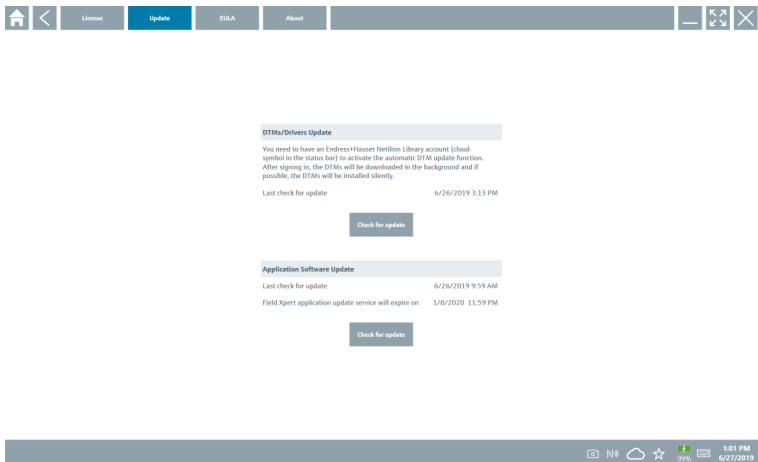 License
Update
EULA
About
DTMs/Drivers Update
You need to have an Endress+Hauser Netilion Library account (cloud
symbol in the status bar) to activate the automatic DTM update function.
After signing in, the DTMs will be downloaded in the background and if
possible, the DTMs will be installed silently.
Last check for update 6/26/2019 3:13 PM
Check for update
Application Software Update
Last check for update 6/26/2019 9:59 AM
Field Xpert application update service will expire on 1/8/2020 11:59 PM
Check for update
99%
1:01 PM
6/27/2019